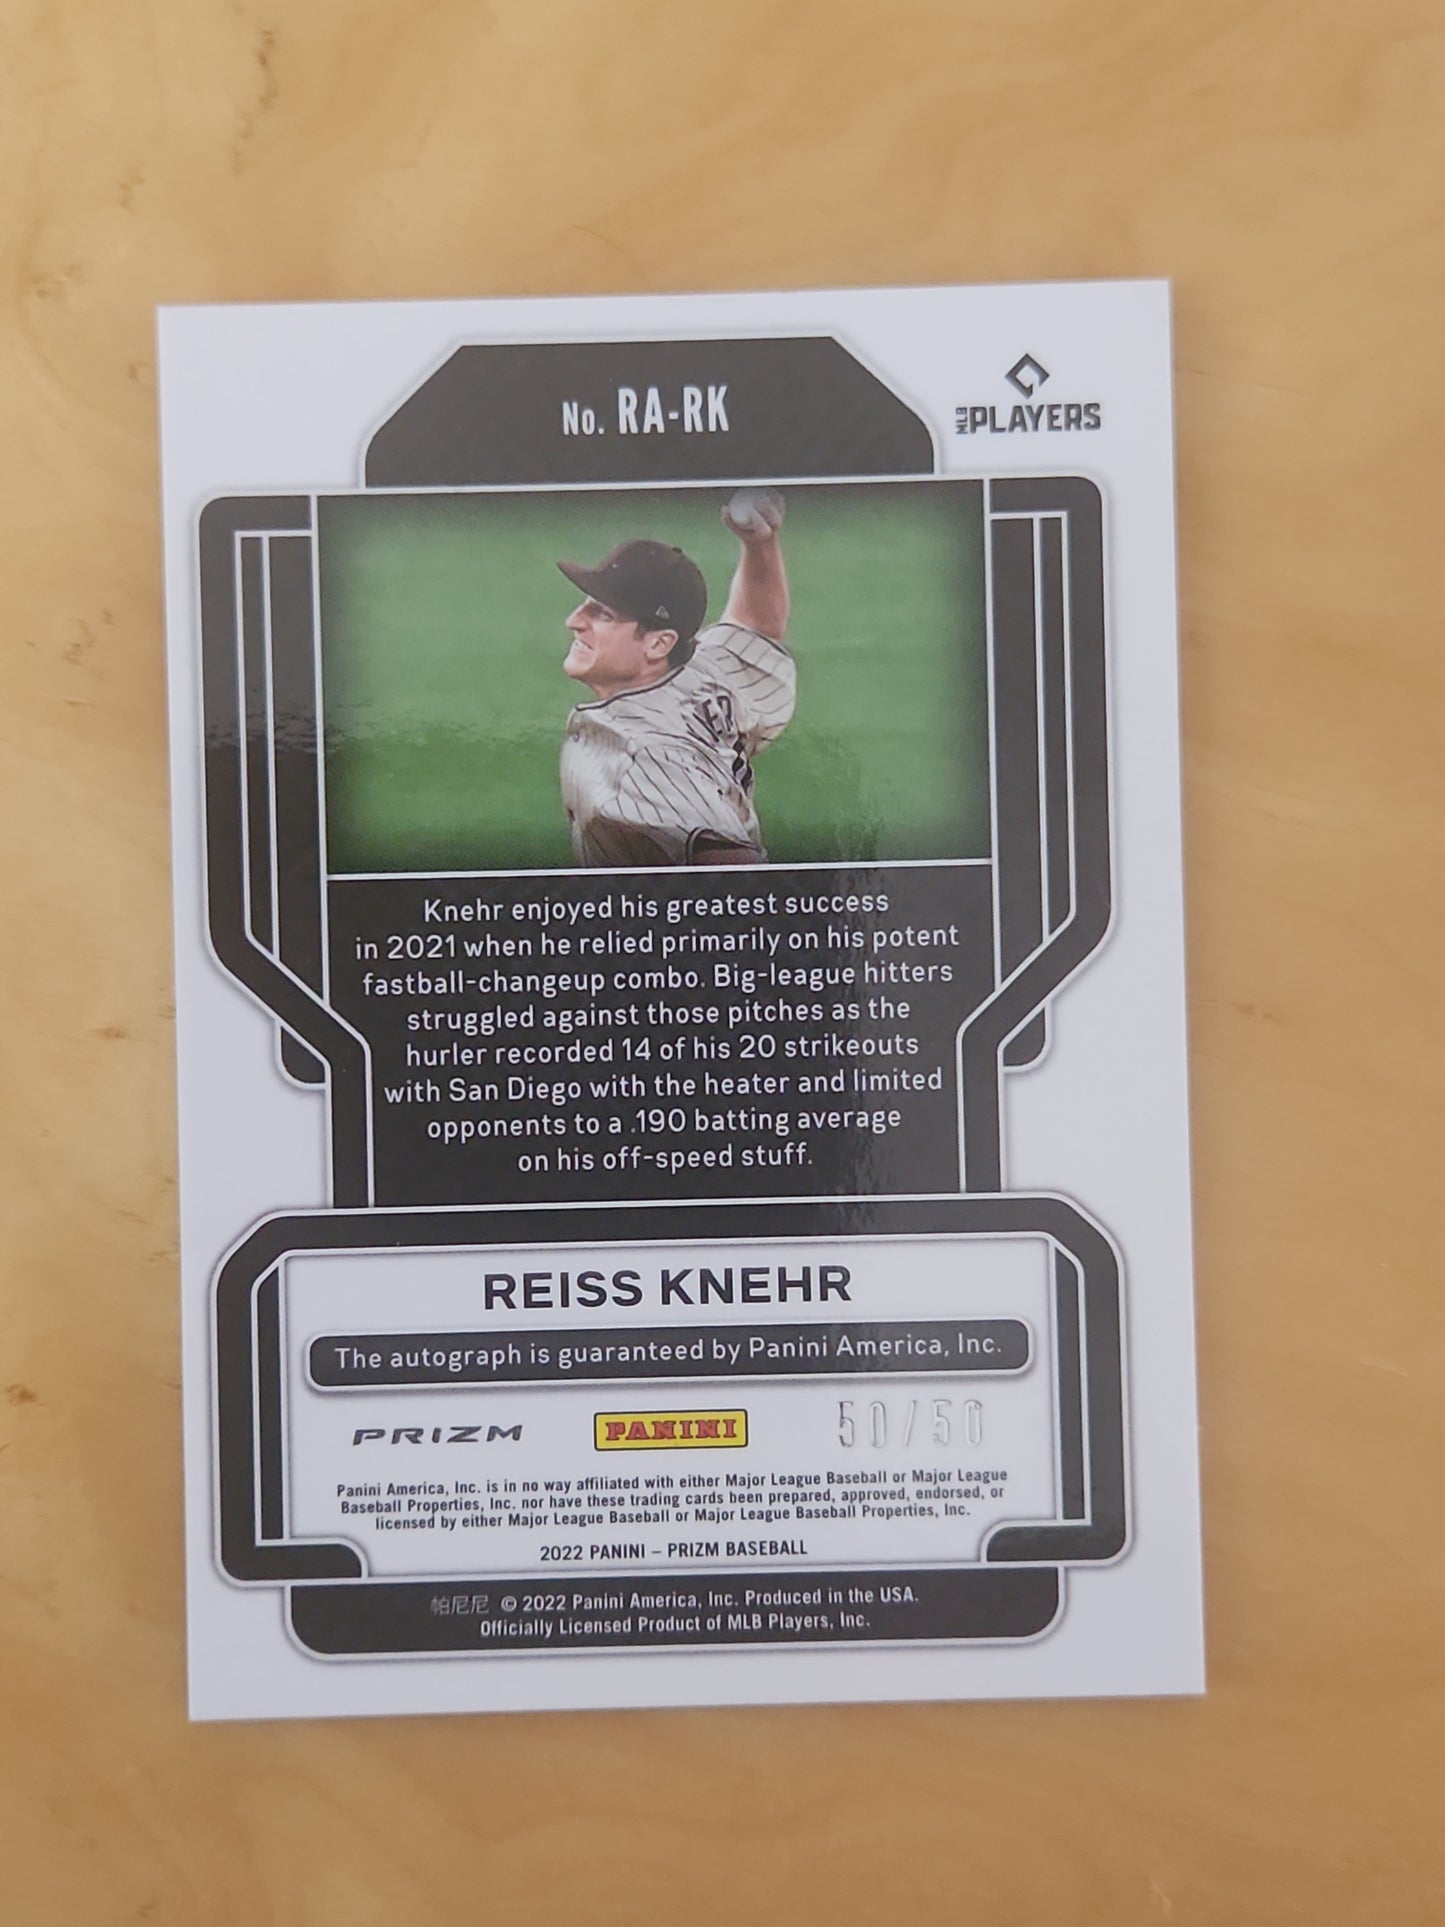 No. RA-RK
MLB PLAYERS
Knehr enjoyed his greatest success
in 2021 when he relied primarily on his potent
fastball-changeup combo. Big-league hitters
struggled against those pitches as the
hurler recorded 14 of his 20 strikeouts
with San Diego with the heater and limited
opponents to a .190 batting average
on his off-speed stuff.
REISS KNEHR
The autograph is guaranteed by Panini America, Inc.
PRIZM PANINI 50/50
Panini America, Inc. is in no way affiliated with either Major League Baseball or Major League
Baseball Properties, Inc. nor have these trading cards been prepared, approved, endorsed, or
licensed by either Major League Baseball or Major League Baseball Properties, Inc.
2022 PANINI – PRIZM BASEBALL
帕尼尼 © 2022 Panini America, Inc. Produced in the USA.
Officially Licensed Product of MLB Players, Inc.